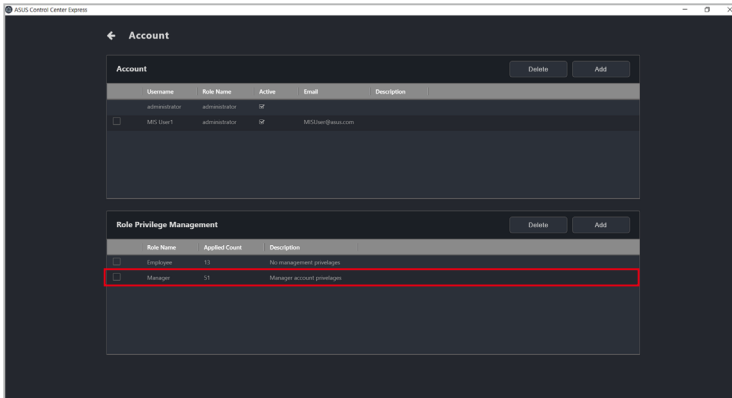 ASUS Control Center Express
Account
Account Delete Add
Username Role Name Active Email Description
administrator administrator
MIS User1 administrator MISUser@asus.com
Role Privilege Management Delete Add
Role Name Applied Count Description
Employee 13 No management privelages
Manager 51 Manager account privelages